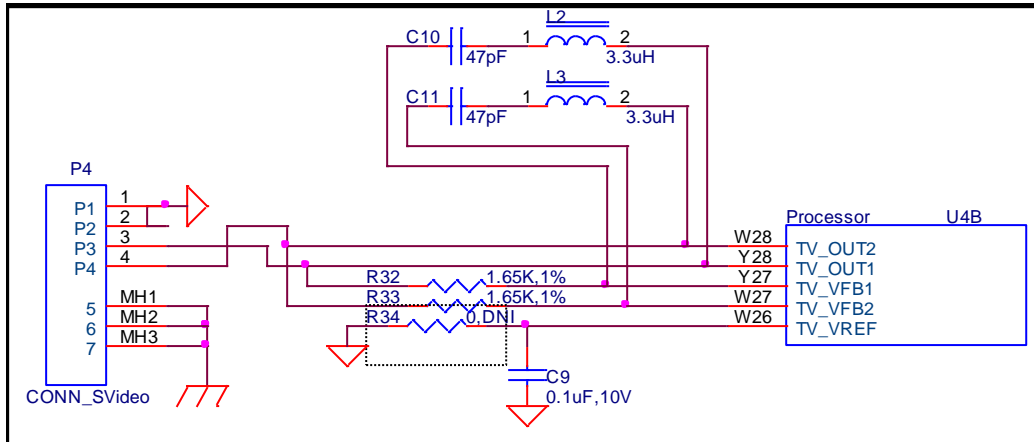 L2
C10 1 2
47pF 3.3uH
L3
C11 1 2
47pF 3.3uH
P4
P1 1
P2 2
P3 3
P4 4
5 MH1
6 MH2
7 MH3
CONN_SVideo
Processor U4B
W28 TV_OUT2
Y28 TV_OUT1
R32 1.65K,1% Y27 TV_VFB1
R33 1.65K,1% W27 TV_VFB2
R34 0,DNI W26 TV_VREF
C9
0.1uF,10V